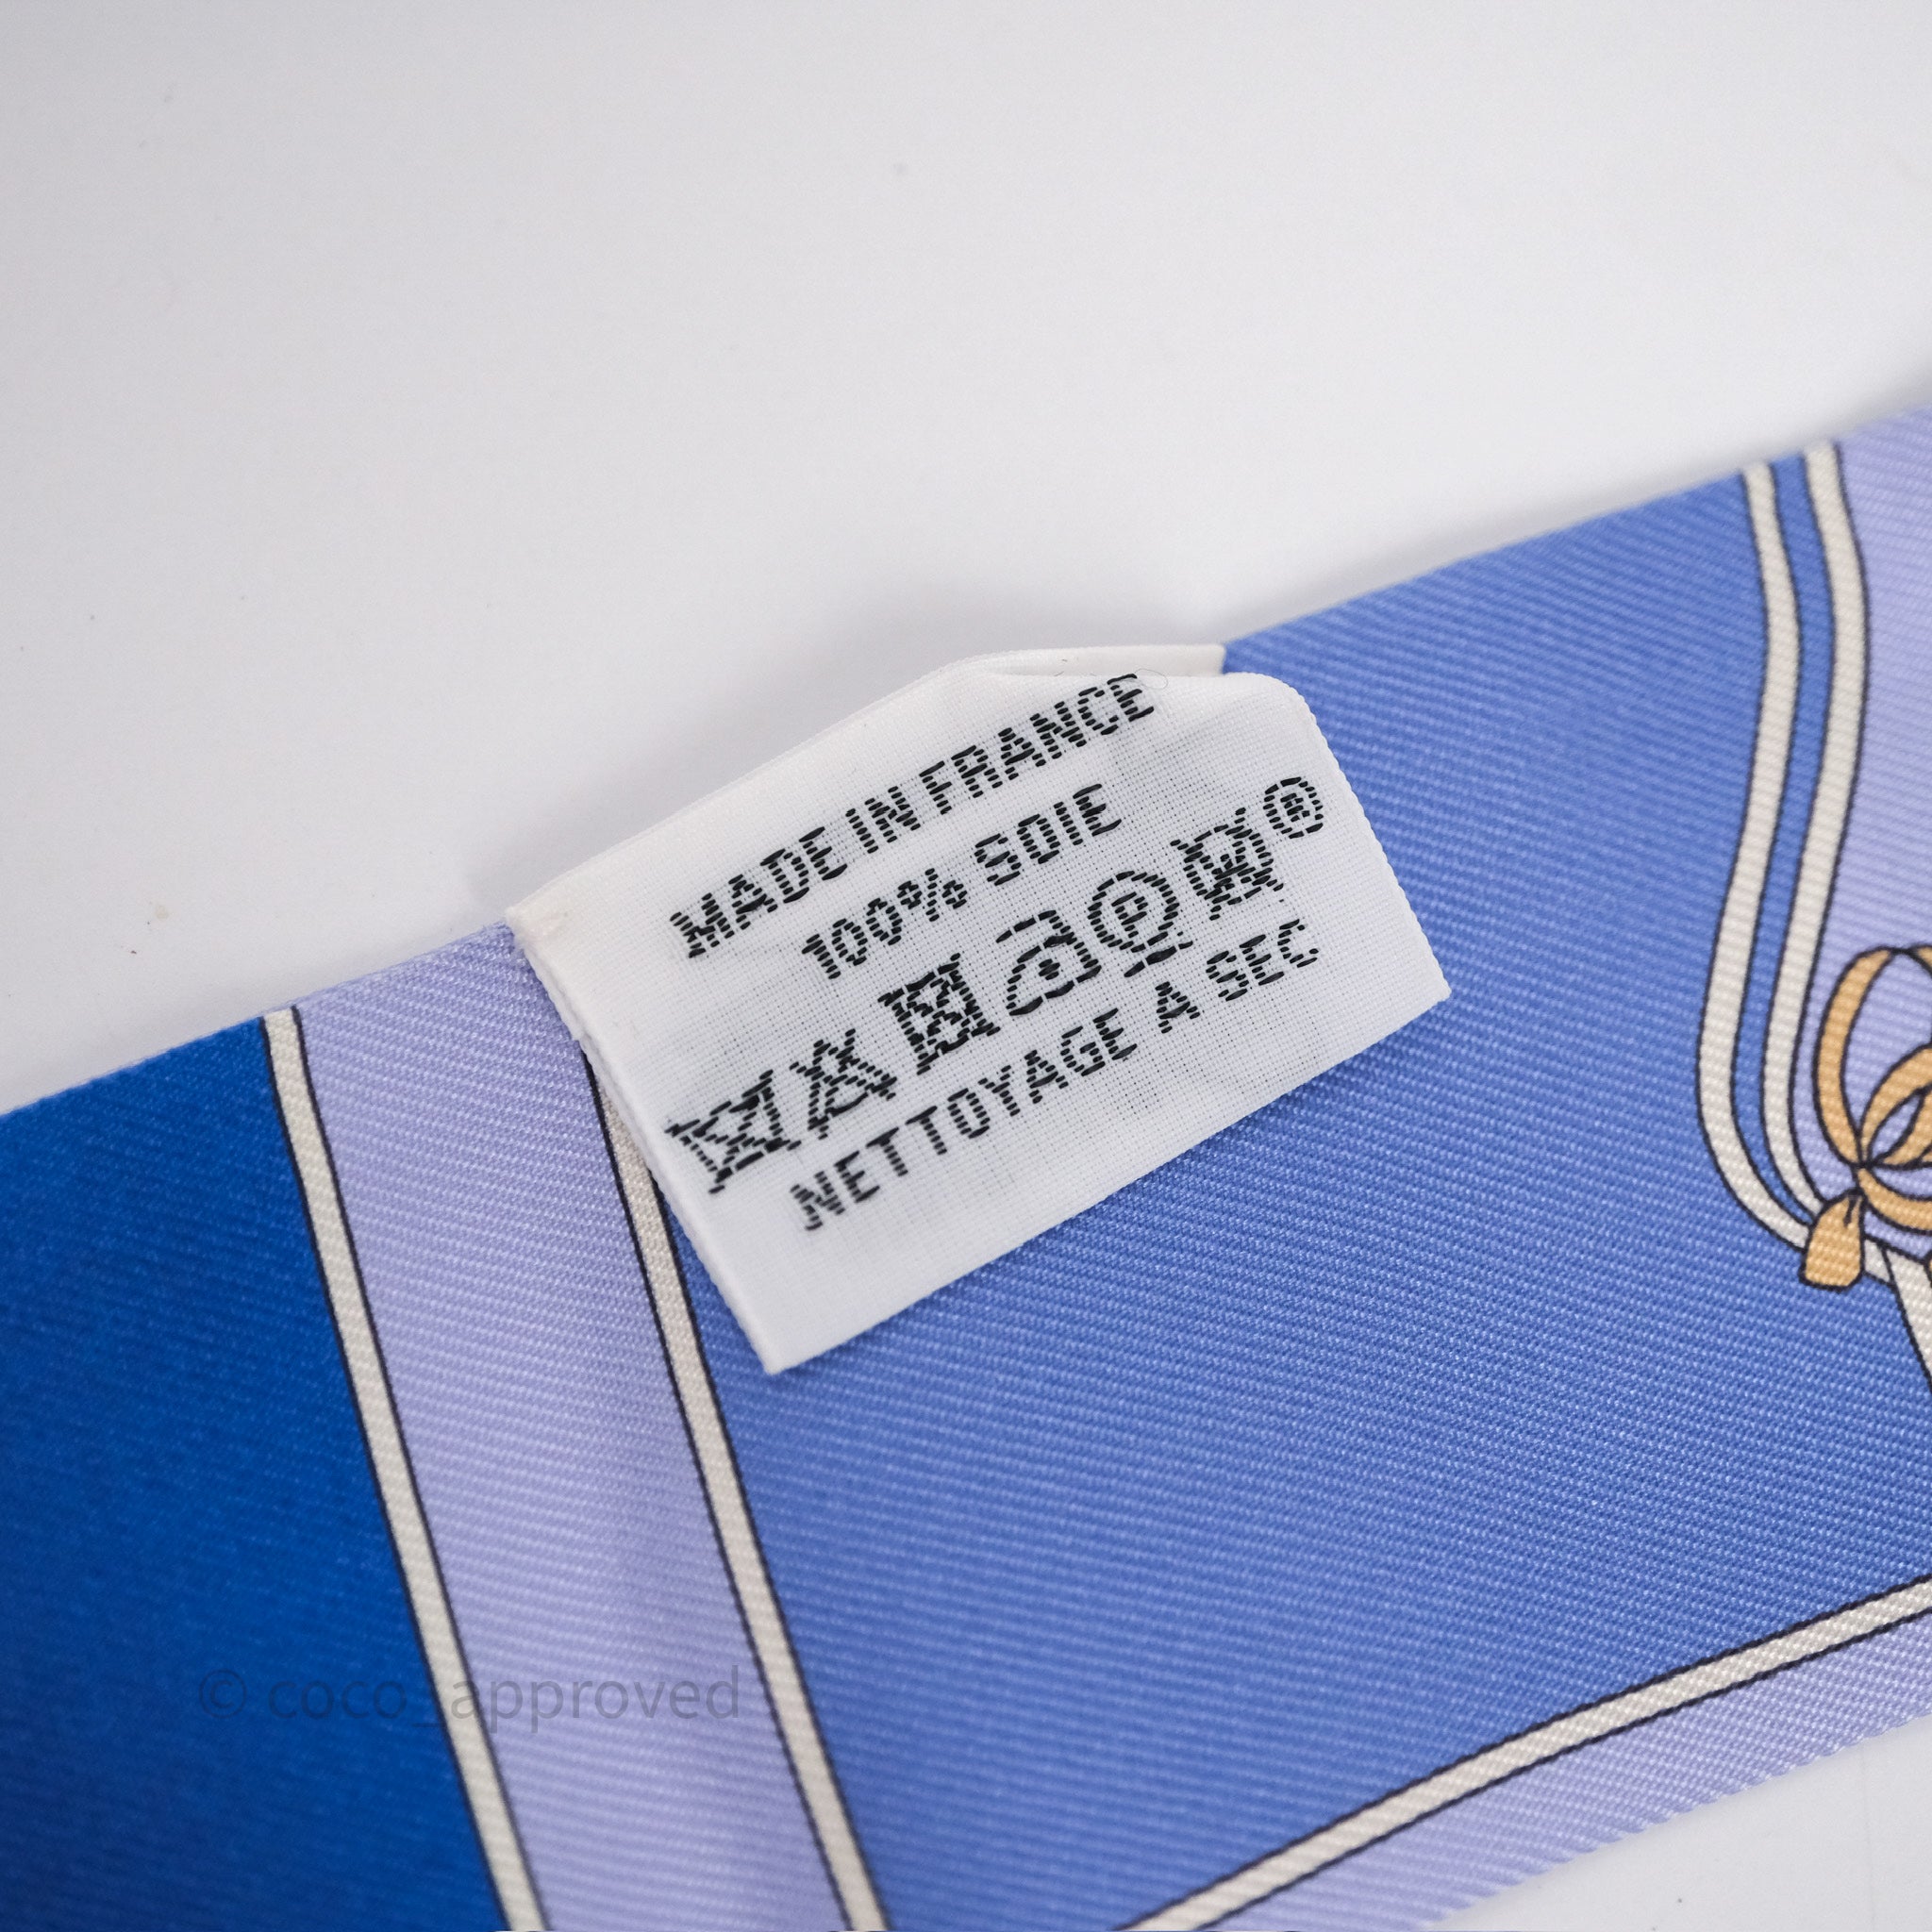 MADE IN FRANCE
100% SOIE
P W ®
NETTOYAGE A SEC
© coco_approved